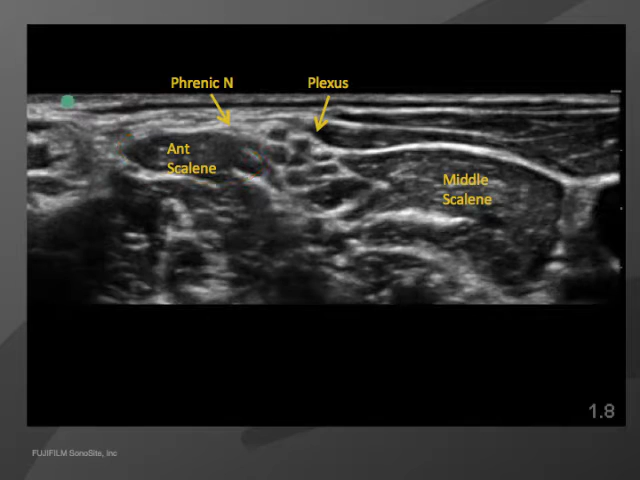 Phrenic N
Plexus
Ant
Scalene
Middle
Scalene
1.8
FUJIFILM SonoSite, Inc